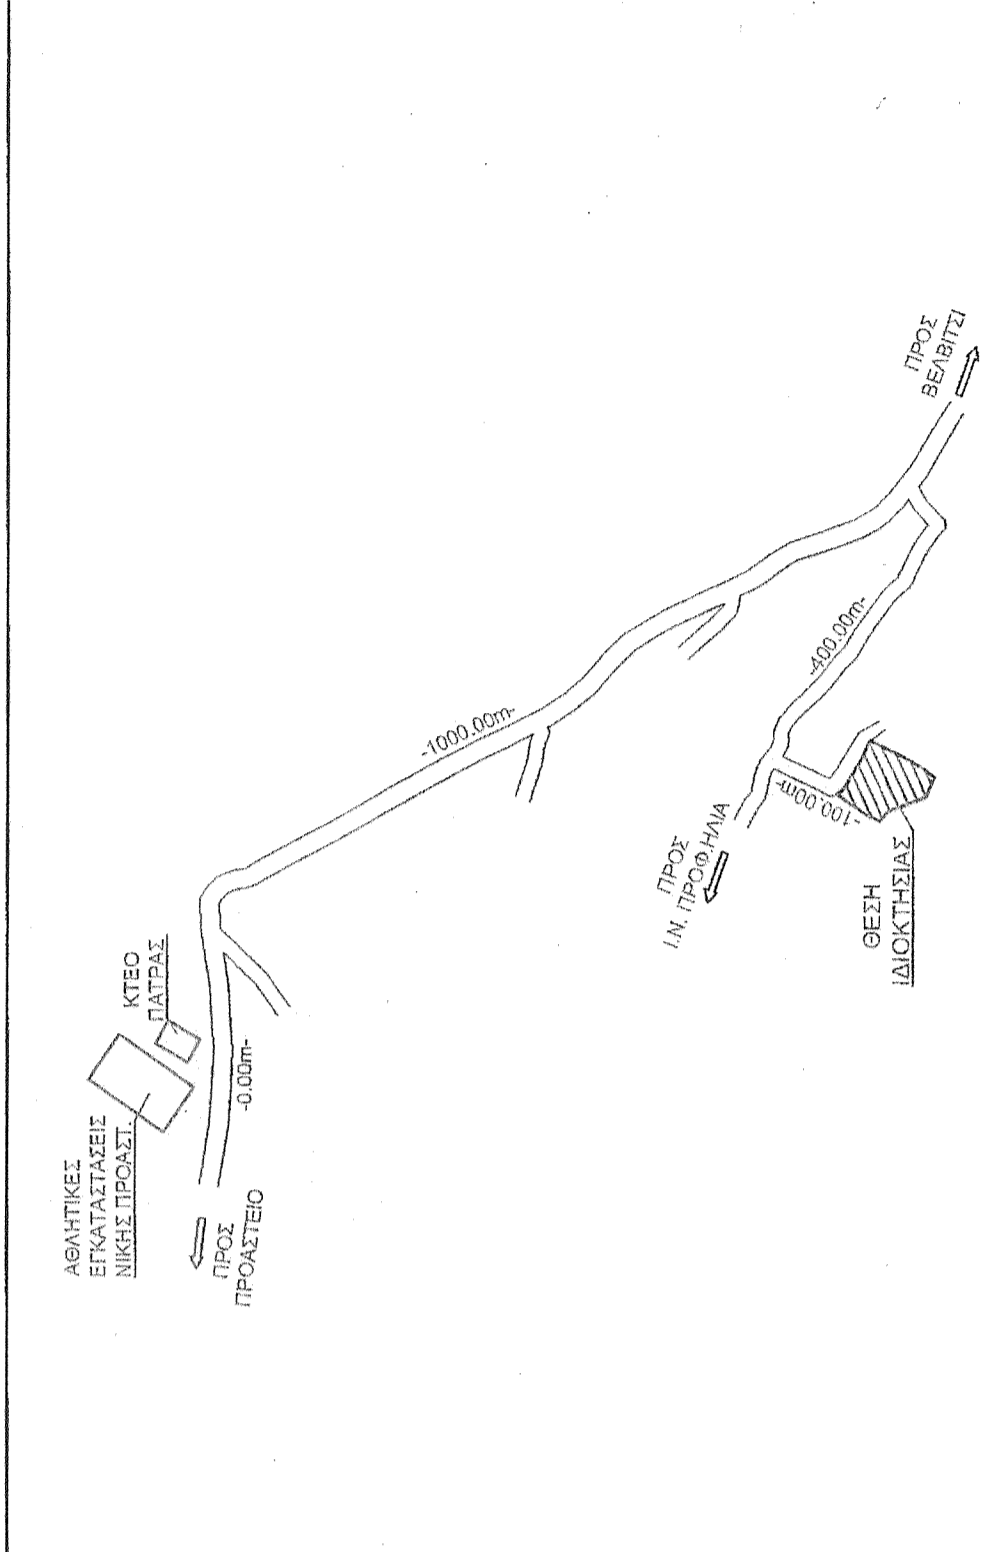 ΑΘΛΗΤΙΚΕΣ
ΕΓΚΑΤΑΣΤΑΣΕΙΣ
ΝΙΚΗΣ ΠΡΟΑΣΤ.
ΚΤΕΟ
ΠΑΤΡΑΣ
ΠΡΟΣ
ΠΡΟΑΣΤΕΙΟ
-0.00m-
-1000.00m-
ΠΡΟΣ
Ι.Ν. ΠΡΟΦ.ΗΛΙΑ
-100.00m-
-400.00m-
ΘΕΣΗ
ΙΔΙΟΚΤΗΣΙΑΣ
ΠΡΟΣ
ΒΕΛΒΙΤΣΙ